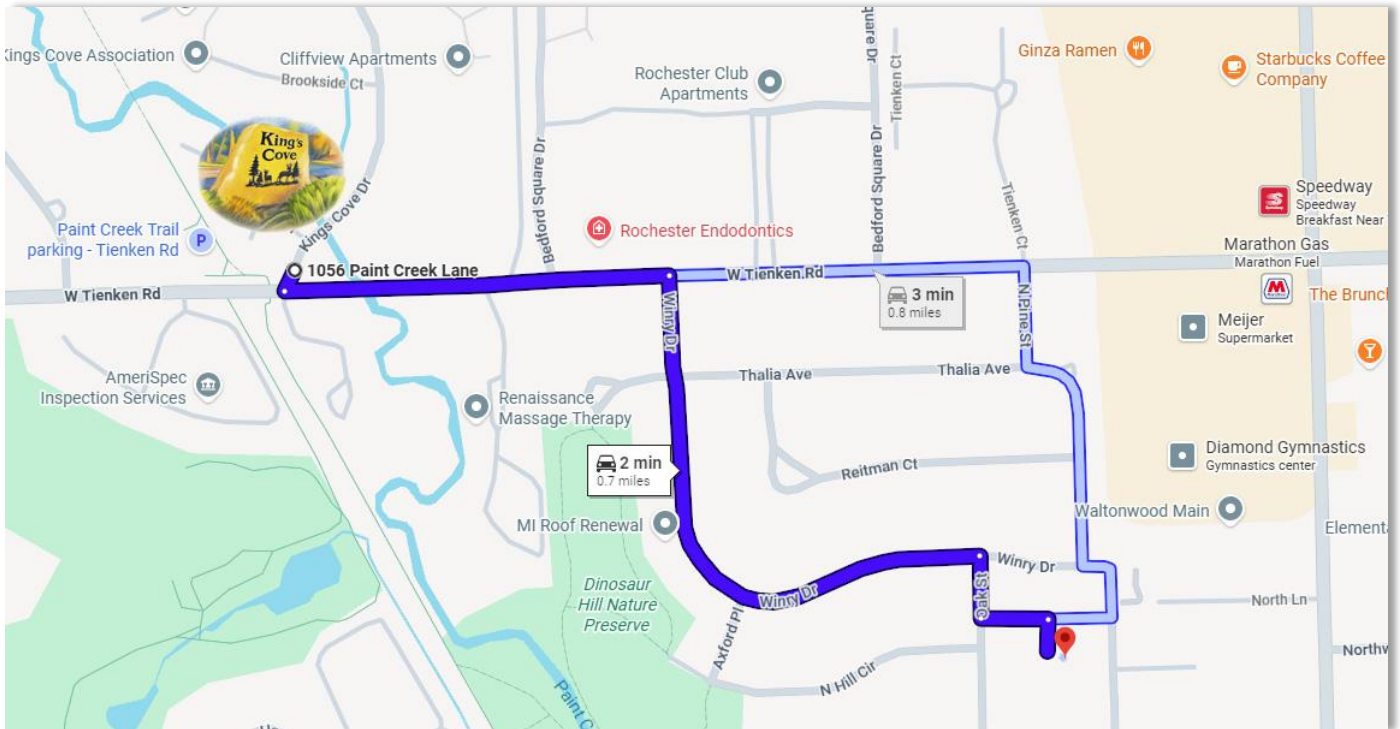 Kings Cove Association
Cliffview Apartments
Brookside Ct
Rochester Club
Apartments
Bedford Square Dr
Tienken Ct
Ginza Ramen
Starbucks Coffee
Company
King's
Cove
Kings Cove Dr
Paint Creek Trail
parking - Tienken Rd
P
Bedford Square Dr
Rochester Endodontics
Bedford Square Dr
Tienken Ct
Speedway
Speedway
Breakfast Near
Marathon Gas
Marathon Fuel
1056 Paint Creek Lane
W Tienken Rd
W Tienken Rd
3 min
0.8 miles
Winry Dr
N Pine St
The Brunch
Meijer
Supermarket
Thalia Ave
Thalia Ave
AmeriSpec
Inspection Services
Renaissance
Massage Therapy
2 min
0.7 miles
Reitman Ct
Diamond Gymnastics
Gymnastics center
MI Roof Renewal
Waltonwood Main
Elementa
Dinosaur
Hill Nature
Preserve
Winry Dr
Winry Dr
Oak St
North Ln
Axford Pl
N Hill Cir
Northw
Paint C